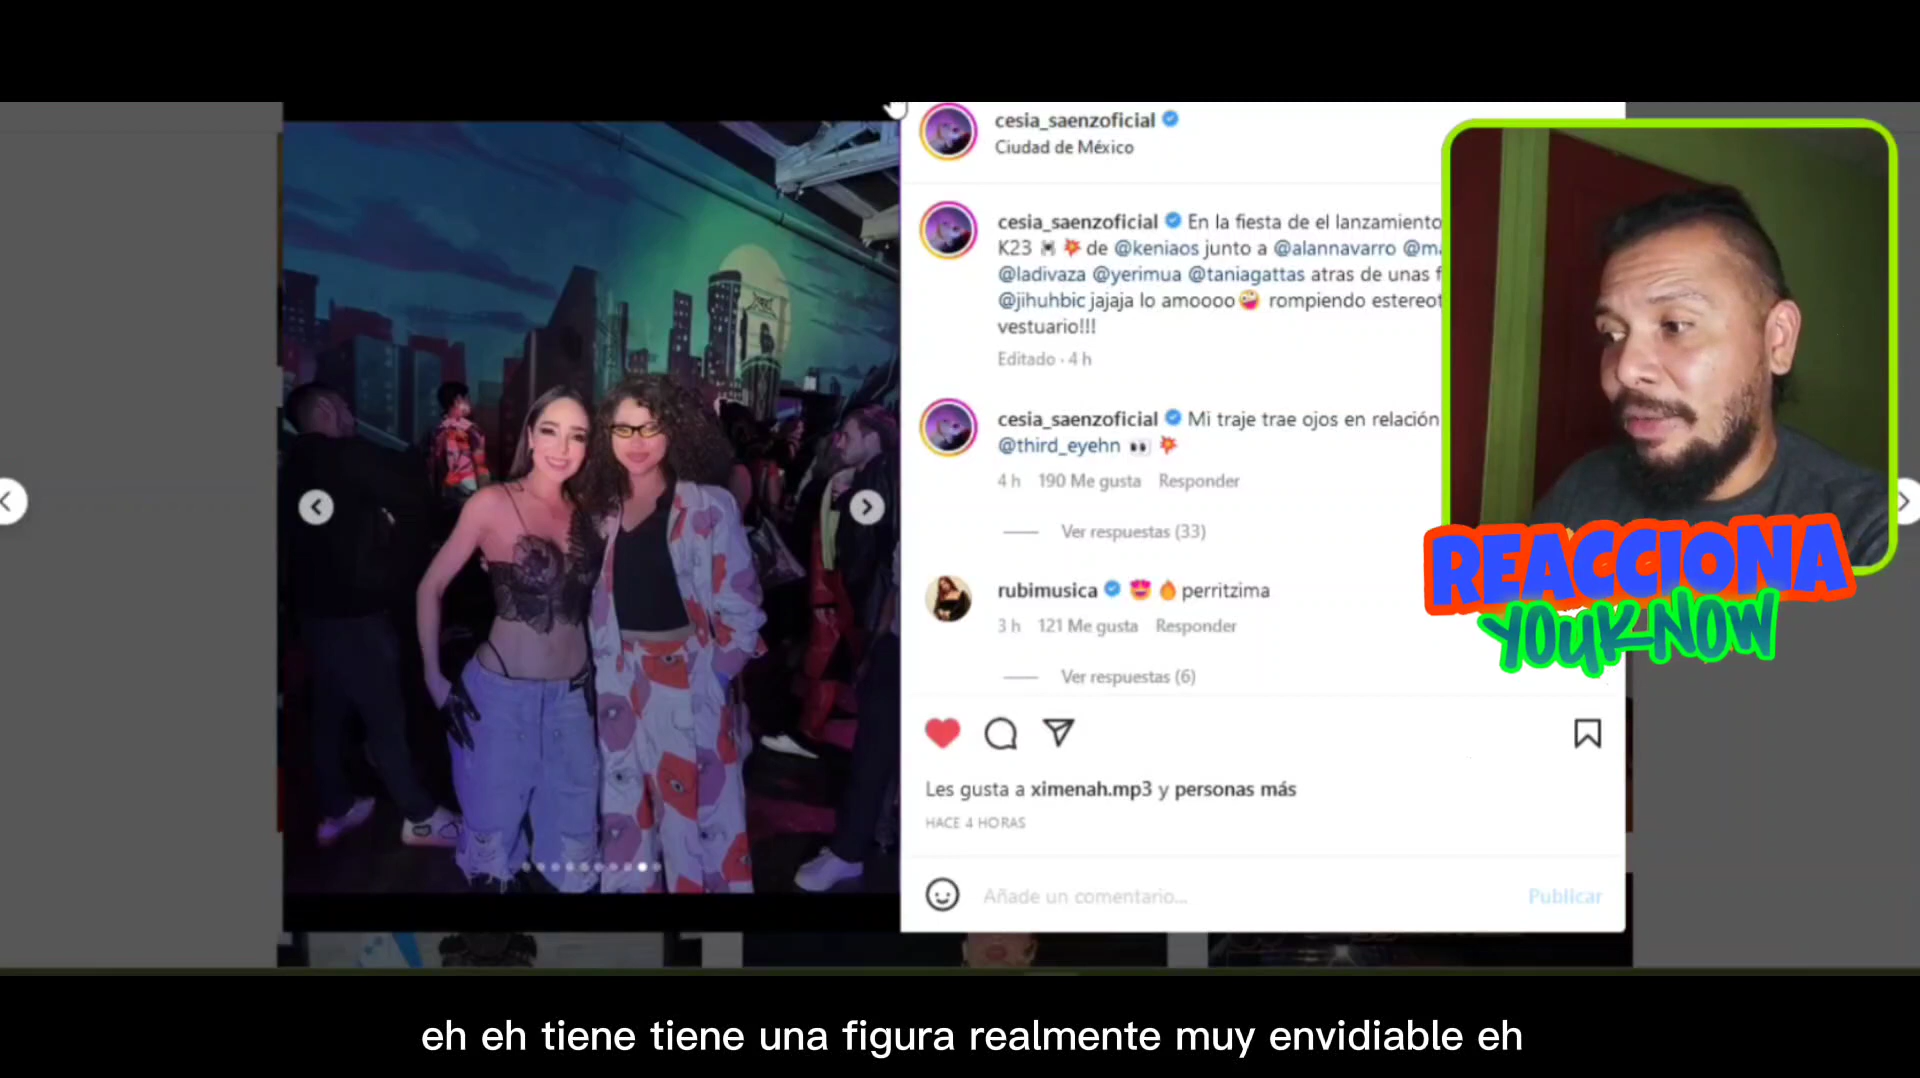 cesia_saenzoficial
Ciudad de México
cesia_saenzoficial En la fiesta de el lanzamiento
K23 de @keniaos junto a @alannavarro @ma
@ladivaza @yerimua @taniagattas atras de unas f
@jihuhbic jajaja lo amoooo rompiendo estereot
vestuario!!!
Editado · 4 h
cesia_saenzoficial Mi traje trae ojos en relación
@third_eyehn
4 h 190 Me gusta Responder
Ver respuestas (33)
rubimusica perritzima
3 h 121 Me gusta Responder
Ver respuestas (6)
Les gusta a ximenah.mp3 y personas más
HACE 4 HORAS
Añade un comentario...
Publicar
REACCIONA
YOUKNOW
eh eh tiene tiene una figura realmente muy envidiable eh